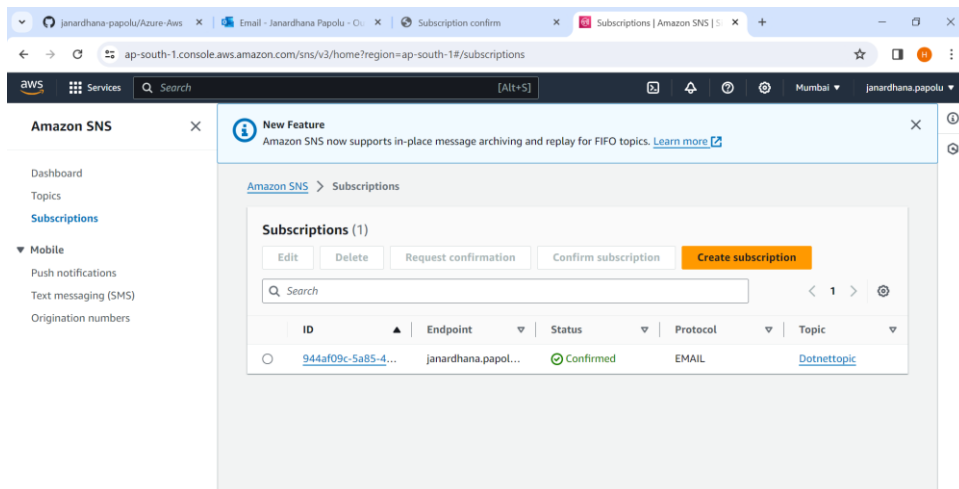 janardhana-papolu/Azure-Aws
Email - Janardhana Papolu - Ou
Subscription confirm
Subscriptions | Amazon SNS | S
ap-south-1.console.aws.amazon.com/sns/v3/home?region=ap-south-1#/subscriptions
H
aws
Services
Search
[Alt+S]
Mumbai
janardhana.papolu
Amazon SNS
Dashboard
Topics
Subscriptions
Mobile
Push notifications
Text messaging (SMS)
Origination numbers
New Feature
Amazon SNS now supports in-place message archiving and replay for FIFO topics. Learn more
Amazon SNS > Subscriptions
Subscriptions (1)
Edit
Delete
Request confirmation
Confirm subscription
Create subscription
Search
1
ID Endpoint Status Protocol Topic
944af09c-5a85-4... janardhana.papol... Confirmed EMAIL Dotnettopic